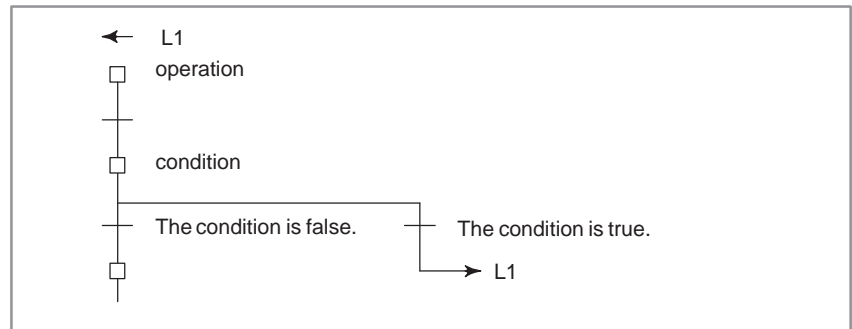 L1
operation
condition
The condition is false.
The condition is true.
L1